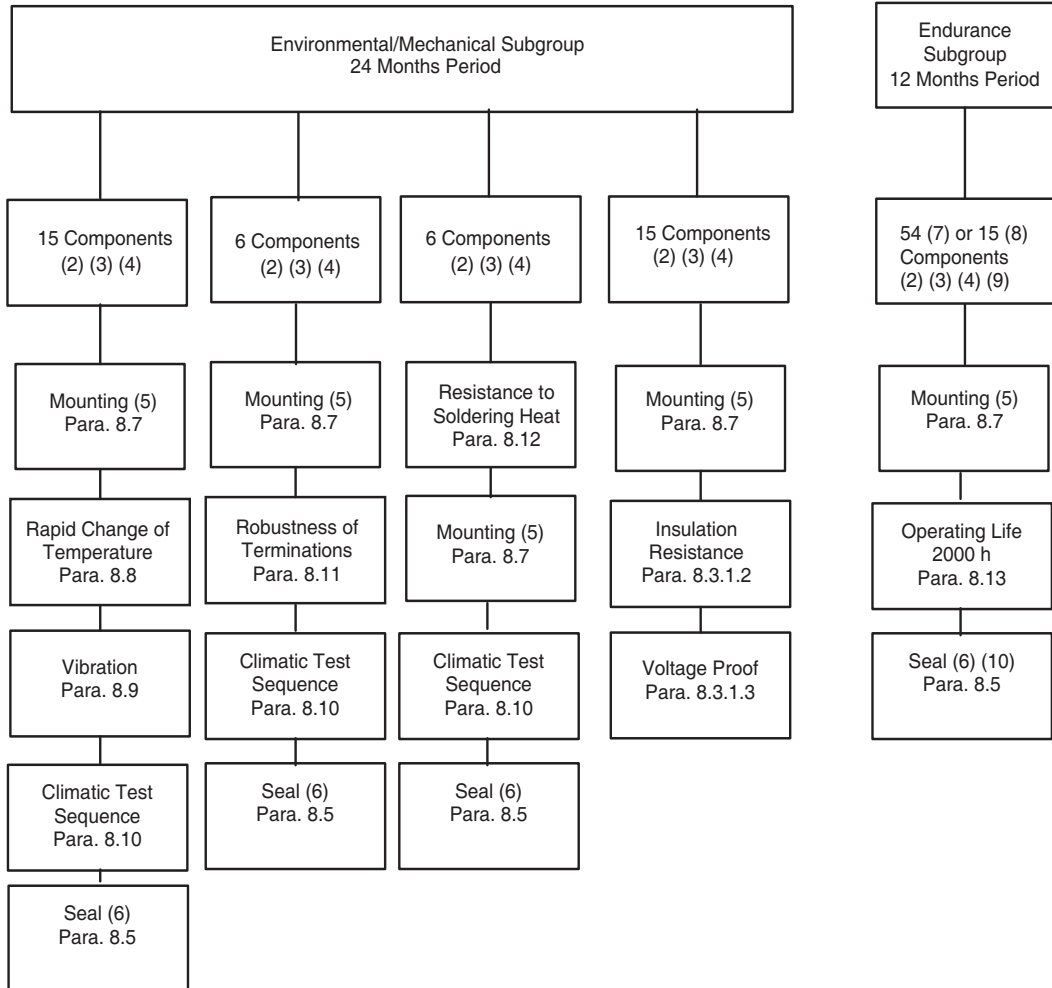 Environmental/Mechanical Subgroup
24 Months Period
Endurance
Subgroup
12 Months Period
15 Components
(2) (3) (4)
6 Components
(2) (3) (4)
6 Components
(2) (3) (4)
15 Components
(2) (3) (4)
54 (7) or 15 (8)
Components
(2) (3) (4) (9)
Mounting (5)
Para. 8.7
Mounting (5)
Para. 8.7
Resistance to
Soldering Heat
Para. 8.12
Mounting (5)
Para. 8.7
Mounting (5)
Para. 8.7
Rapid Change of
Temperature
Para. 8.8
Robustness of
Terminations
Para. 8.11
Mounting (5)
Para. 8.7
Insulation
Resistance
Para. 8.3.1.2
Operating Life
2000 h
Para. 8.13
Vibration
Para. 8.9
Climatic Test
Sequence
Para. 8.10
Climatic Test
Sequence
Para. 8.10
Voltage Proof
Para. 8.3.1.3
Seal (6) (10)
Para. 8.5
Climatic Test
Sequence
Para. 8.10
Seal (6)
Para. 8.5
Seal (6)
Para. 8.5
Seal (6)
Para. 8.5